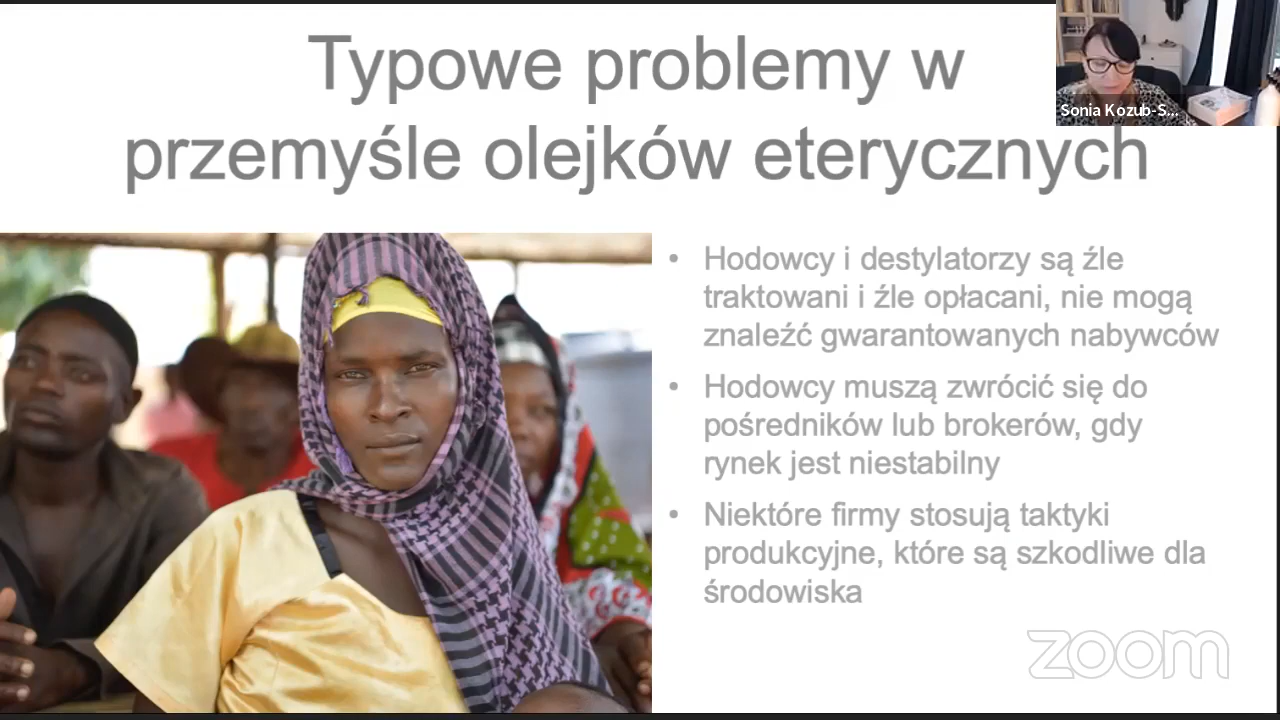 Typowe problemy w
przemyśle olejków eterycznych
Sonia Kozub-S...
• Hodowcy i destylatorzy są źle
traktowani i źle opłacani, nie mogą
znaleźć gwarantowanych nabywców
• Hodowcy muszą zwrócić się do
pośredników lub brokerów, gdy
rynek jest niestabilny
• Niektóre firmy stosują taktyki
produkcyjne, które są szkodliwe dla
środowiska
zoom